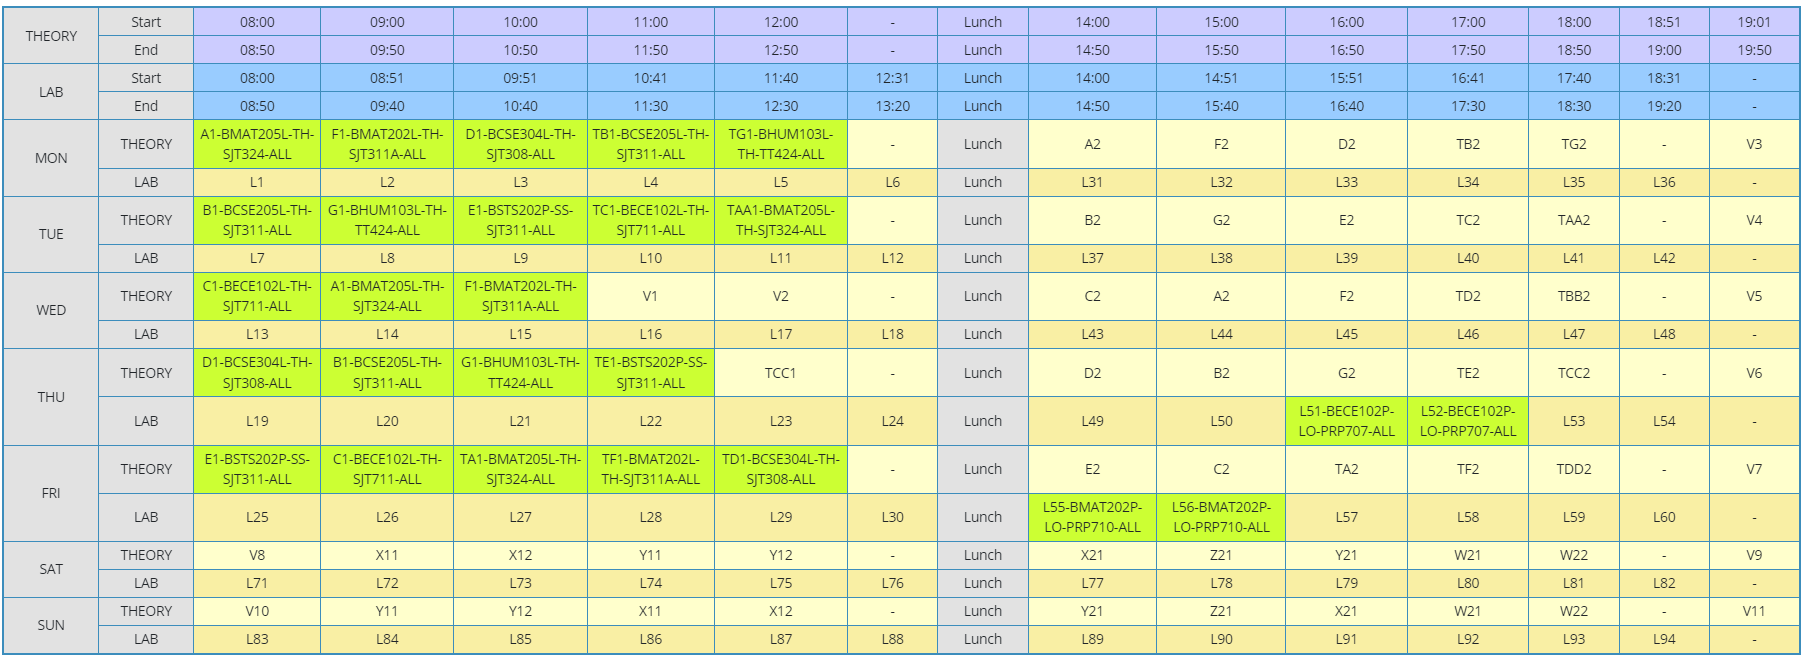 THEORY Start 08:00 09:00 10:00 11:00 12:00 - Lunch 14:00 15:00 16:00 17:00 18:00 18:51 19:01
End 08:50 09:50 10:50 11:50 12:50 - Lunch 14:50 15:50 16:50 17:50 18:50 19:00 19:50
LAB Start 08:00 08:51 09:51 10:41 11:40 12:31 Lunch 14:00 14:51 15:51 16:41 17:40 18:31 -
End 08:50 09:40 10:40 11:30 12:30 13:20 Lunch 14:50 15:40 16:40 17:30 18:30 19:20 -
MON THEORY A1-BMAT205L-TH- F1-BMAT202L-TH- D1-BCSE304L-TH- TB1-BCSE205L-TH- TG1-BHUM103L- - Lunch A2 F2 D2 TB2 TG2 - V3
SJT324-ALL SJT311A-ALL SJT308-ALL SJT311-ALL TH-TT424-ALL
LAB L1 L2 L3 L4 L5 L6 Lunch L31 L32 L33 L34 L35 L36 -
TUE THEORY B1-BCSE205L-TH- G1-BHUM103L-TH- E1-BSTS202P-SS- TC1-BECE102L-TH- TAA1-BMAT205L- - Lunch B2 G2 E2 TC2 TAA2 - V4
SJT311-ALL TT424-ALL SJT311-ALL SJT711-ALL TH-SJT324-ALL
LAB L7 L8 L9 L10 L11 L12 Lunch L37 L38 L39 L40 L41 L42 -
WED THEORY C1-BECE102L-TH- A1-BMAT205L-TH- F1-BMAT202L-TH- V1 V2 - Lunch C2 A2 F2 TD2 TBB2 - V5
SJT711-ALL SJT324-ALL SJT311A-ALL
LAB L13 L14 L15 L16 L17 L18 Lunch L43 L44 L45 L46 L47 L48 -
THU THEORY D1-BCSE304L-TH- B1-BCSE205L-TH- G1-BHUM103L-TH- TE1-BSTS202P-SS- TCC1 - Lunch D2 B2 G2 TE2 TCC2 - V6
SJT308-ALL SJT311-ALL TT424-ALL SJT311-ALL
LAB L19 L20 L21 L22 L23 L24 Lunch L49 L50 L51-BECE102P- L52-BECE102P- L53 L54 -
LO-PRP707-ALL LO-PRP707-ALL
FRI THEORY E1-BSTS202P-SS- C1-BECE102L-TH- TA1-BMAT205L-TH- TF1-BMAT202L- TD1-BCSE304L-TH- - Lunch E2 C2 TA2 TF2 TDD2 - V7
SJT311-ALL SJT711-ALL SJT324-ALL TH-SJT311A-ALL SJT308-ALL
LAB L25 L26 L27 L28 L29 L30 Lunch L55-BMAT202P- L56-BMAT202P- L57 L58 L59 L60 -
LO-PRP710-ALL LO-PRP710-ALL
SAT THEORY V8 X11 X12 Y11 Y12 - Lunch X21 Z21 Y21 W21 W22 - V9
LAB L71 L72 L73 L74 L75 L76 Lunch L77 L78 L79 L80 L81 L82 -
SUN THEORY V10 Y11 Y12 X11 X12 - Lunch Y21 Z21 X21 W21 W22 - V11
LAB L83 L84 L85 L86 L87 L88 Lunch L89 L90 L91 L92 L93 L94 -